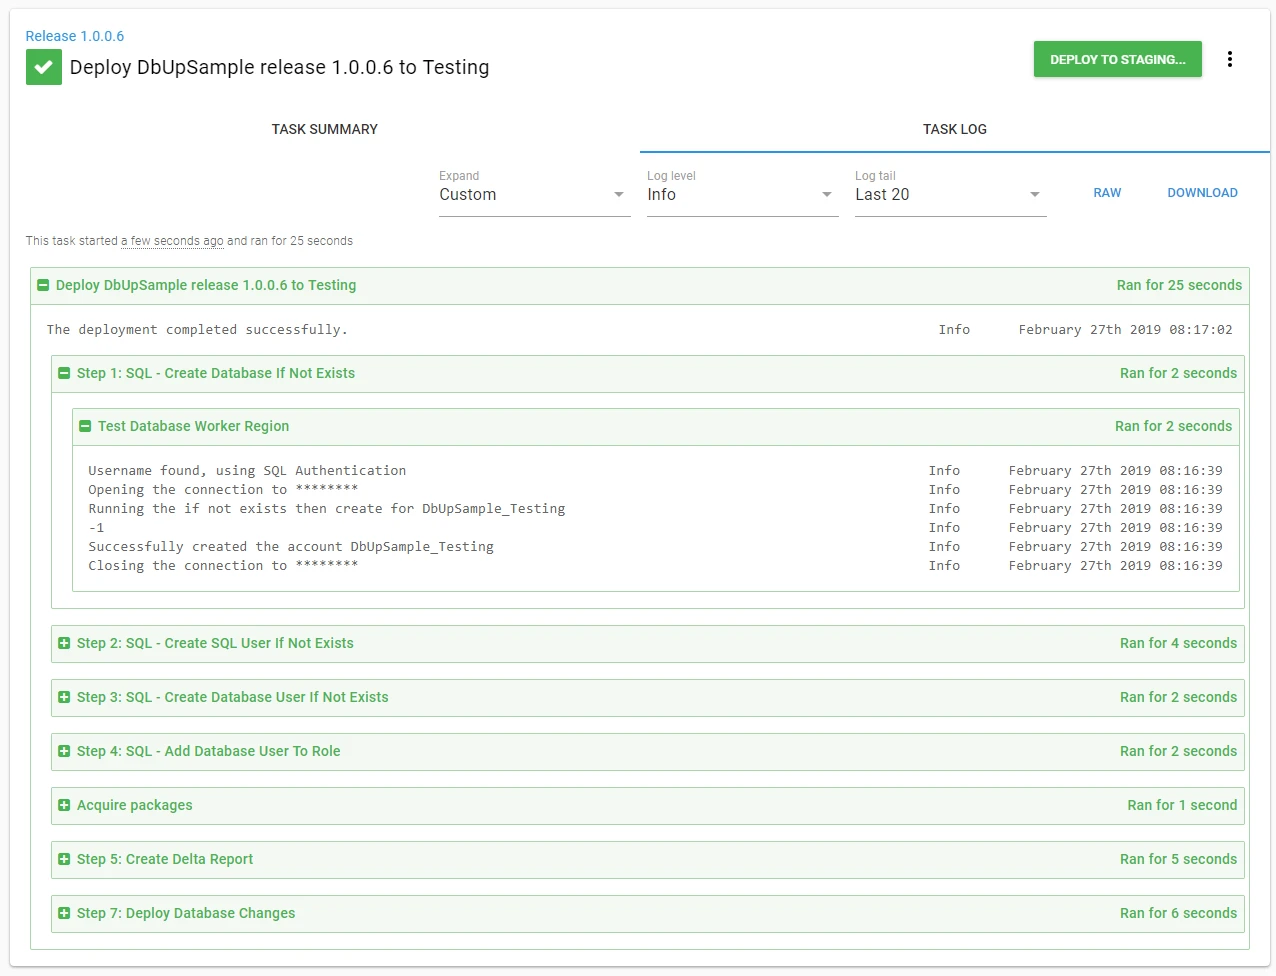 Release 1.0.0.6
Deploy DbUpSample release 1.0.0.6 to Testing
DEPLOY TO STAGING...
TASK SUMMARY
TASK LOG
Expand
Custom
Log level
Info
Log tail
Last 20
RAW
DOWNLOAD
This task started a few seconds ago and ran for 25 seconds
Deploy DbUpSample release 1.0.0.6 to Testing Ran for 25 seconds
The deployment completed successfully. Info February 27th 2019 08:17:02
Step 1: SQL - Create Database If Not Exists Ran for 2 seconds
Test Database Worker Region Ran for 2 seconds
Username found, using SQL Authentication Info February 27th 2019 08:16:39
Opening the connection to ******** Info February 27th 2019 08:16:39
Running the if not exists then create for DbUpSample_Testing Info February 27th 2019 08:16:39
-1 Info February 27th 2019 08:16:39
Successfully created the account DbUpSample_Testing Info February 27th 2019 08:16:39
Closing the connection to ******** Info February 27th 2019 08:16:39
Step 2: SQL - Create SQL User If Not Exists Ran for 4 seconds
Step 3: SQL - Create Database User If Not Exists Ran for 2 seconds
Step 4: SQL - Add Database User To Role Ran for 2 seconds
Acquire packages Ran for 1 second
Step 5: Create Delta Report Ran for 5 seconds
Step 7: Deploy Database Changes Ran for 6 seconds